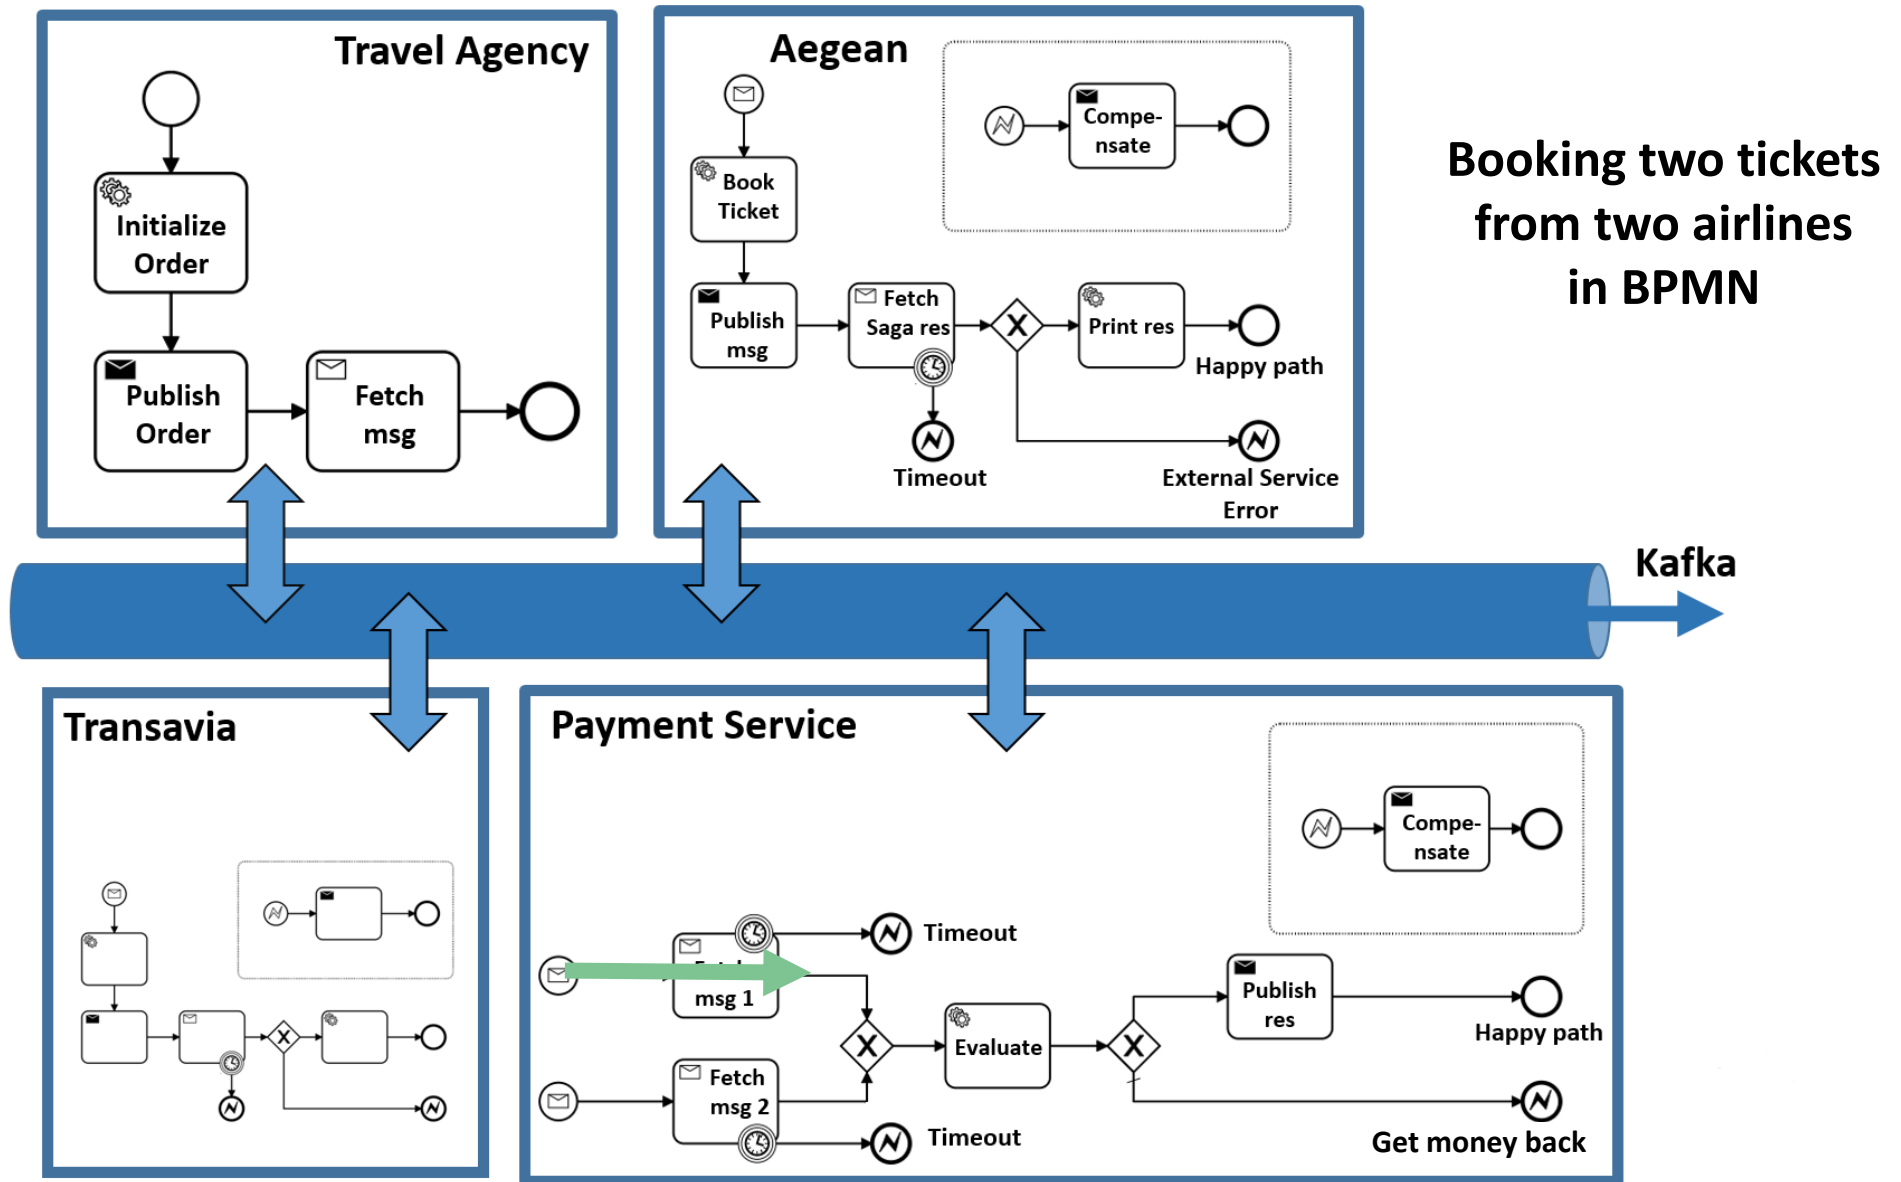 Travel Agency
Initialize
Order
Publish
Order
Fetch
msg
Aegean
Compe-
nsate
Book
Ticket
Publish
msg
Fetch
Saga res
X
Print res
Happy path
Timeout
External Service
Error
Booking two tickets
from two airlines
in BPMN
Kafka
Transavia
X
Payment Service
Compe-
nsate
Timeout
msg 1
Fetch
msg 2
Timeout
X
Evaluate
X
Publish
res
Happy path
Get money back